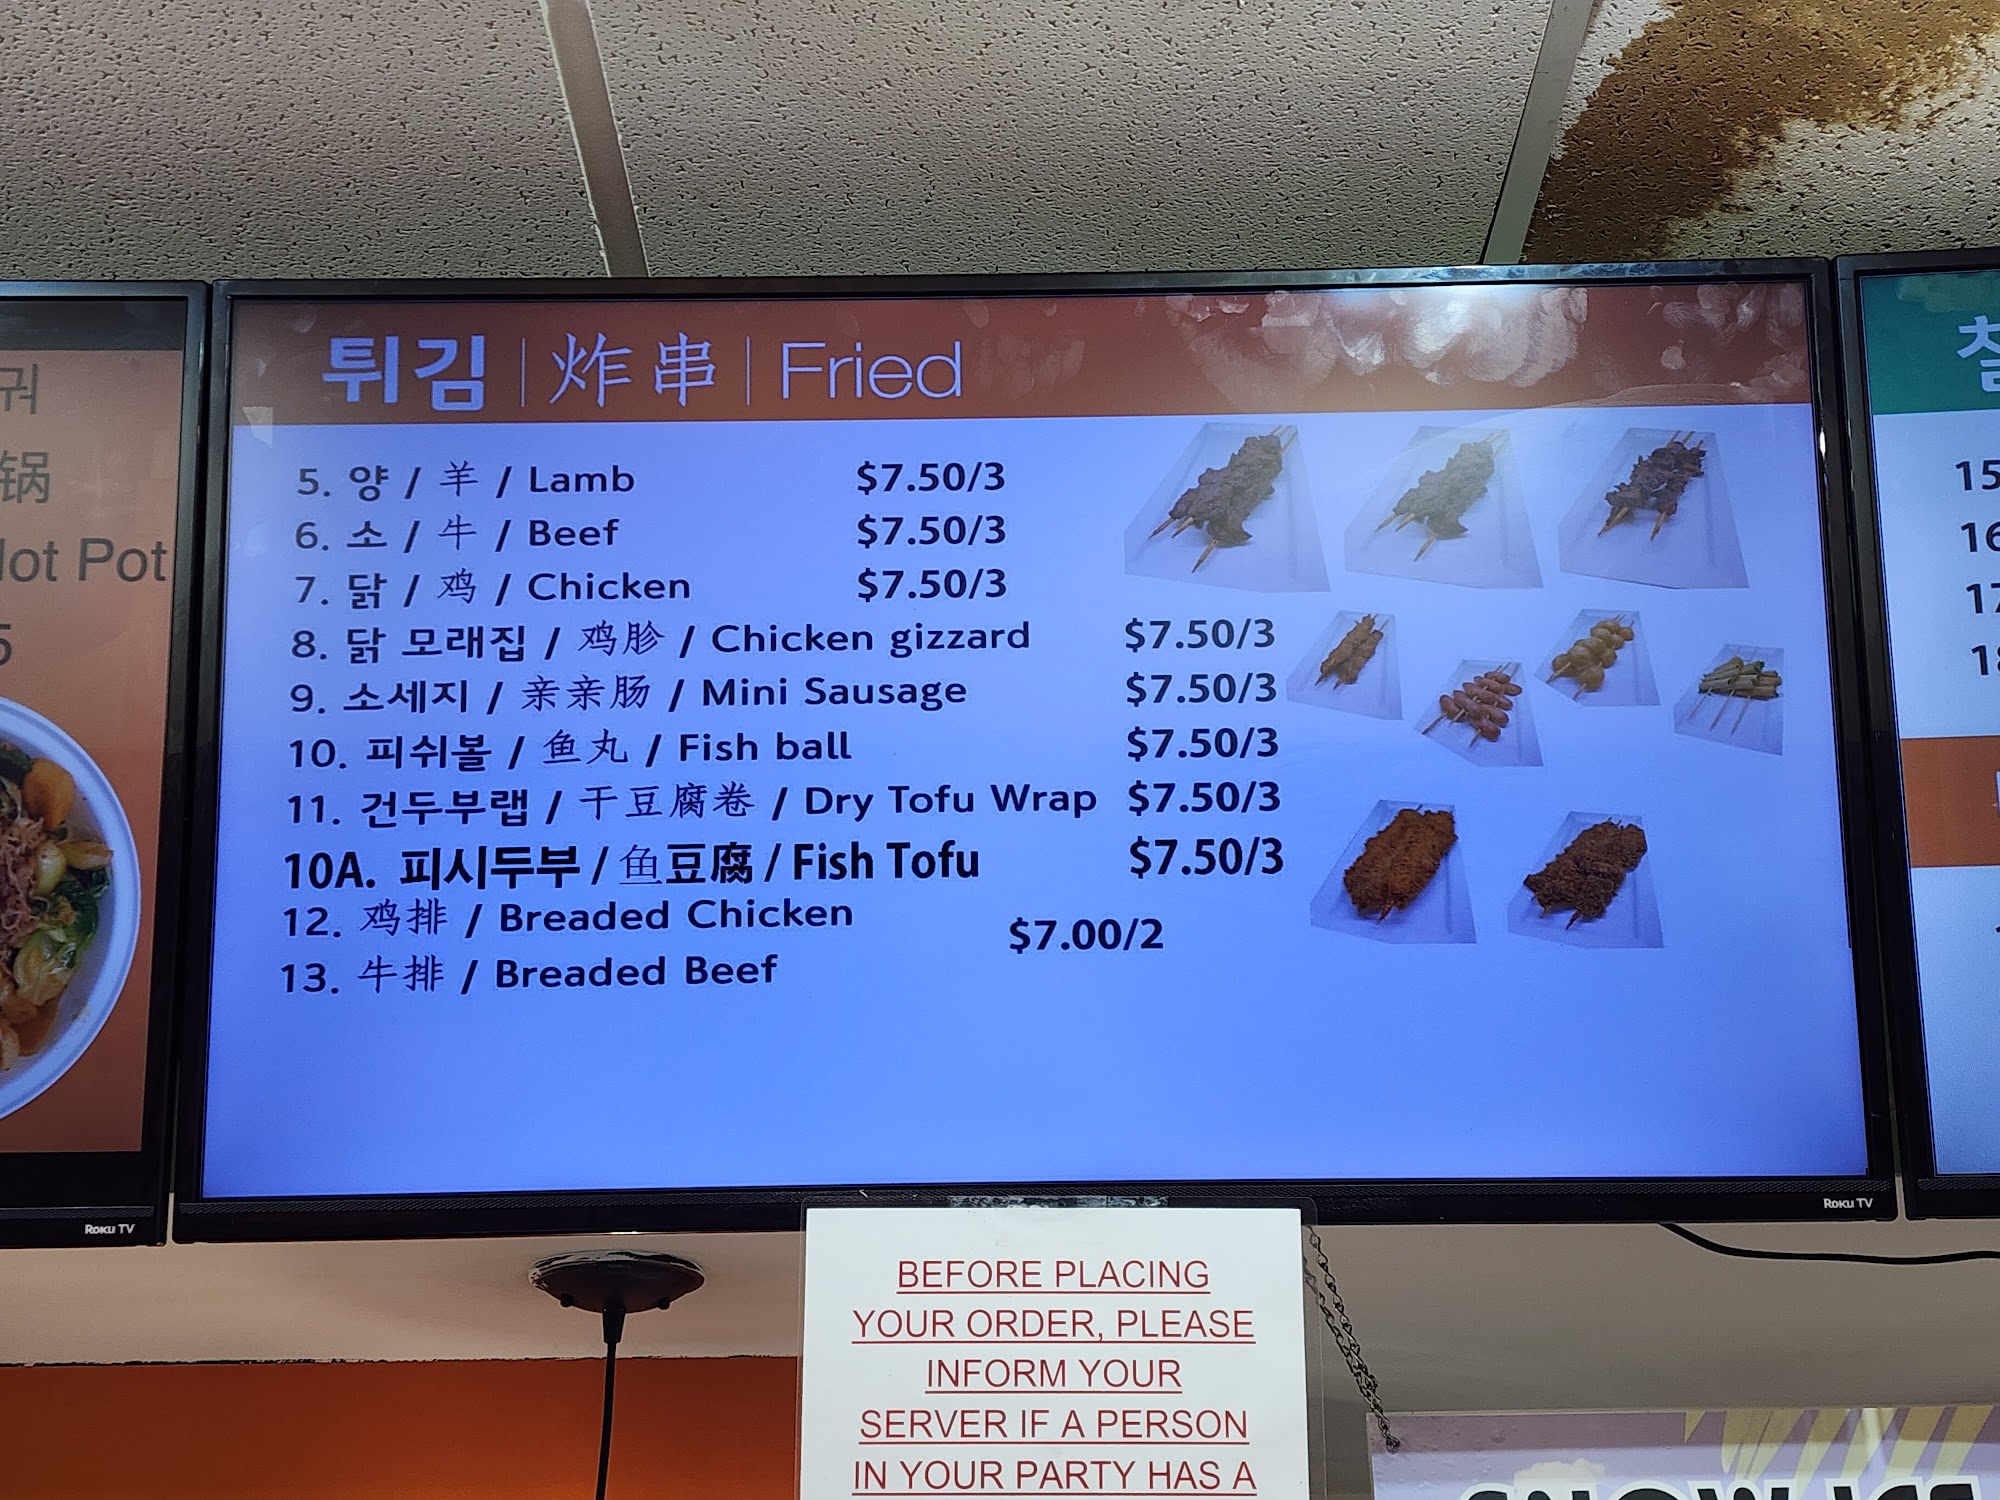 궈
锅
Hot Pot
5
튀김 | 炸串 | Fried
5. 양 / 羊 / Lamb $7.50/3
6. 소 / 牛 / Beef $7.50/3
7. 닭 / 鸡 / Chicken $7.50/3
8. 닭 모래집 / 鸡胗 / Chicken gizzard $7.50/3
9. 소세지 / 亲亲肠 / Mini Sausage $7.50/3
10. 피쉬볼 / 鱼丸 / Fish ball $7.50/3
11. 건두부랩 / 干豆腐卷 / Dry Tofu Wrap $7.50/3
10A. 피시두부 / 鱼豆腐 / Fish Tofu $7.50/3
12. 鸡排 / Breaded Chicken
$7.00/2
13. 牛排 / Breaded Beef
15
16
17
18
Roku TV
Roku TV
BEFORE PLACING
YOUR ORDER, PLEASE
INFORM YOUR
SERVER IF A PERSON
IN YOUR PARTY HAS A